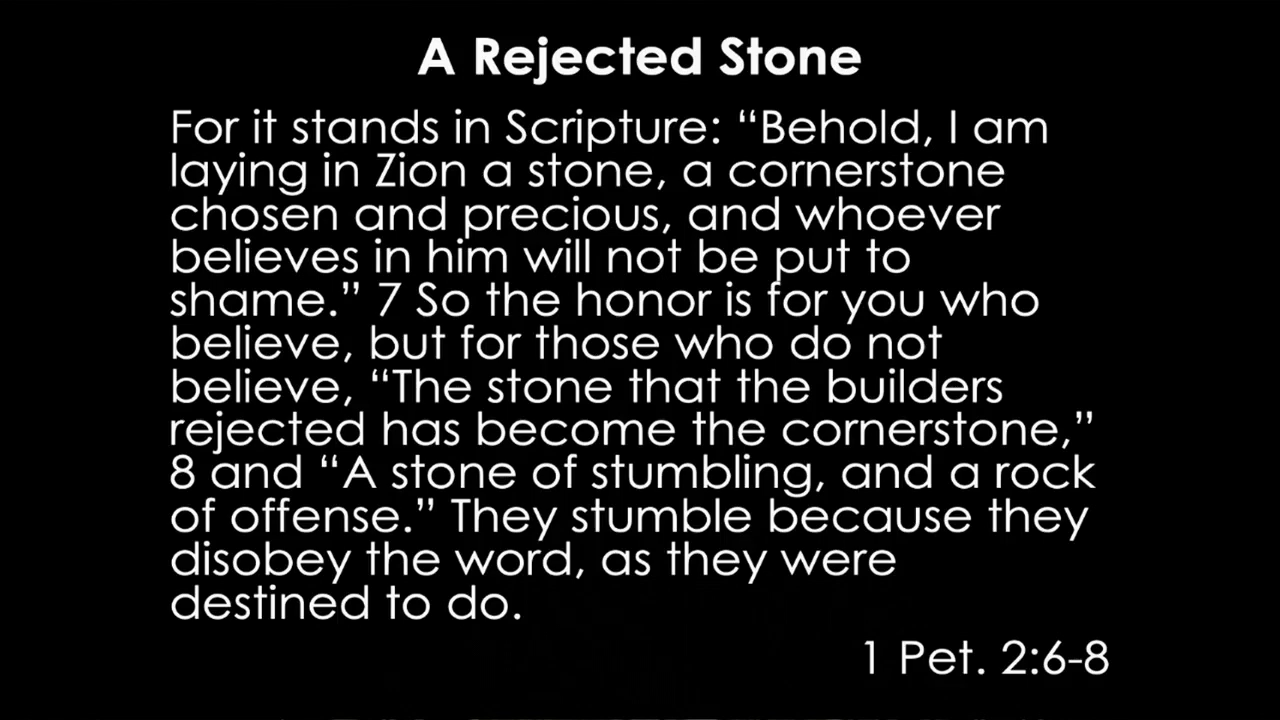 A Rejected Stone
For it stands in Scripture: “Behold, I am
laying in Zion a stone, a cornerstone
chosen and precious, and whoever
believes in him will not be put to
shame.” 7 So the honor is for you who
believe, but for those who do not
believe, “The stone that the builders
rejected has become the cornerstone,”
8 and “A stone of stumbling, and a rock
of offense.” They stumble because they
disobey the word, as they were
destined to do.
1 Pet. 2:6-8